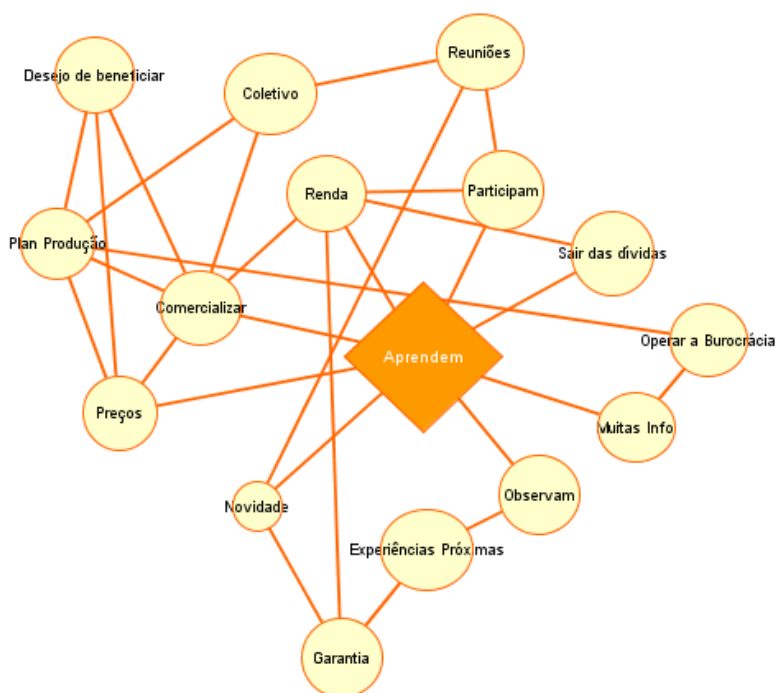 Reuniões
Desejo de beneficiar
Coletivo
Participam
Renda
Plan Produção
Sair das dívidas
Comercializar
Operar a Burocrácia
Aprendem
Preços
Muitas Info
Observam
Novidade
Experiências Próximas
Garantia